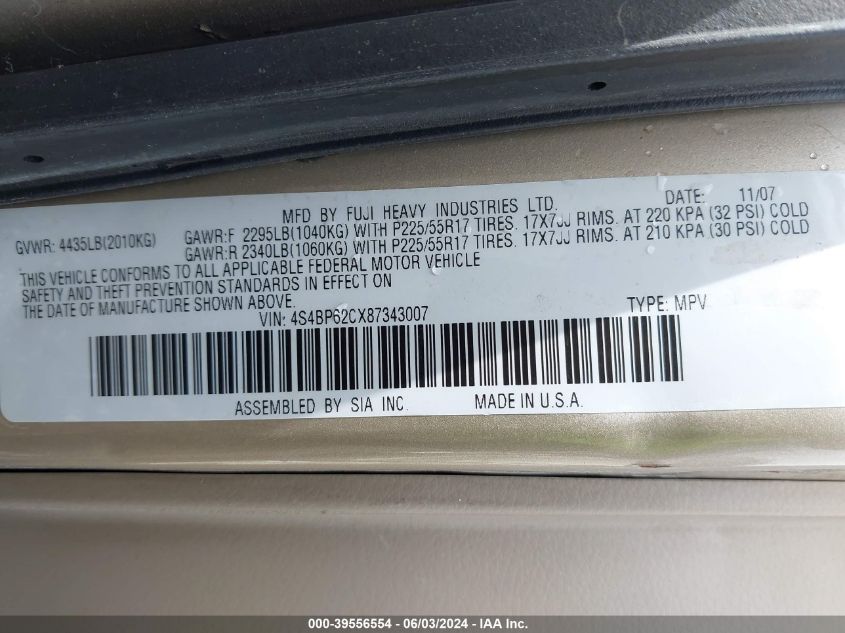 MFD BY FUJI HEAVY INDUSTRIES LTD. DATE: 11/07
GVWR: 4435LB(2010KG) GAWR:F 2295LB(1040KG) WITH P225/55R17 TIRES. 17X7JJ RIMS. AT 220 KPA (32 PSI) COLD
GAWR:R 2340LB(1060KG) WITH P225/55R17 TIRES. 17X7JJ RIMS. AT 210 KPA (30 PSI) COLD
THIS VEHICLE CONFORMS TO ALL APPLICABLE FEDERAL MOTOR VEHICLE
SAFETY AND THEFT PREVENTION STANDARDS IN EFFECT ON
THE DATE OF MANUFACTURE SHOWN ABOVE.
VIN: 4S4BP62CX87343007 TYPE: MPV
ASSEMBLED BY SIA INC. MADE IN U.S.A.
000-39556554 - 06/03/2024 - IAA Inc.